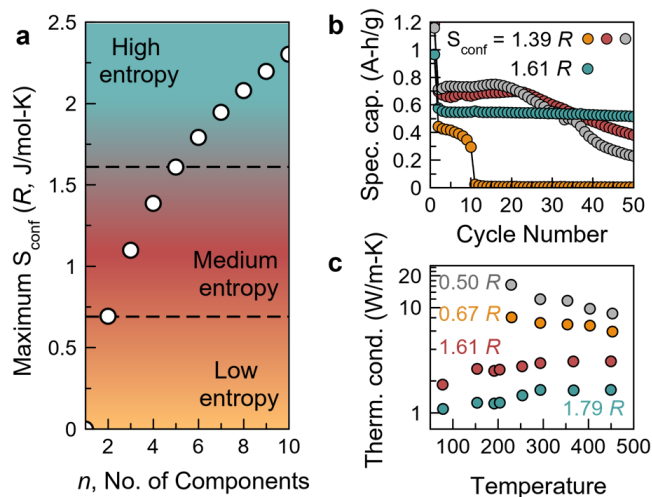 a
2.5
2
1.5
1
0.5
0
Maximum S_conf (R, J/mol-K)
High
entropy
Medium
entropy
Low
entropy
2 4 6 8 10
n, No. of Components
b
1.2
1
0.8
0.6
0.4
0.2
0
Spec. cap. (A-h/g)
S_conf = 1.39 R
1.61 R
0 10 20 30 40 50
Cycle Number
c
20
10
1
Therm. cond. (W/m-K)
0.50 R
0.67 R
1.61 R
1.79 R
100 200 300 400 500
Temperature